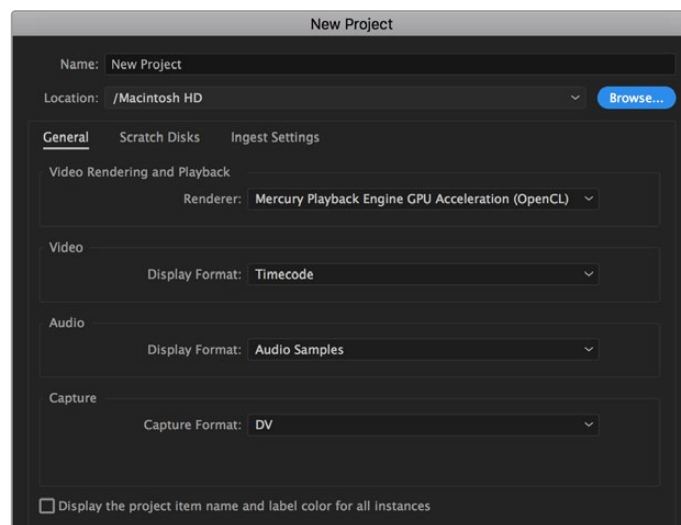 New Project
Name: New Project
Location: /Macintosh HD Browse...
General Scratch Disks Ingest Settings
Video Rendering and Playback
Renderer: Mercury Playback Engine GPU Acceleration (OpenCL)
Video
Display Format: Timecode
Audio
Display Format: Audio Samples
Capture
Capture Format: DV
Display the project item name and label color for all instances